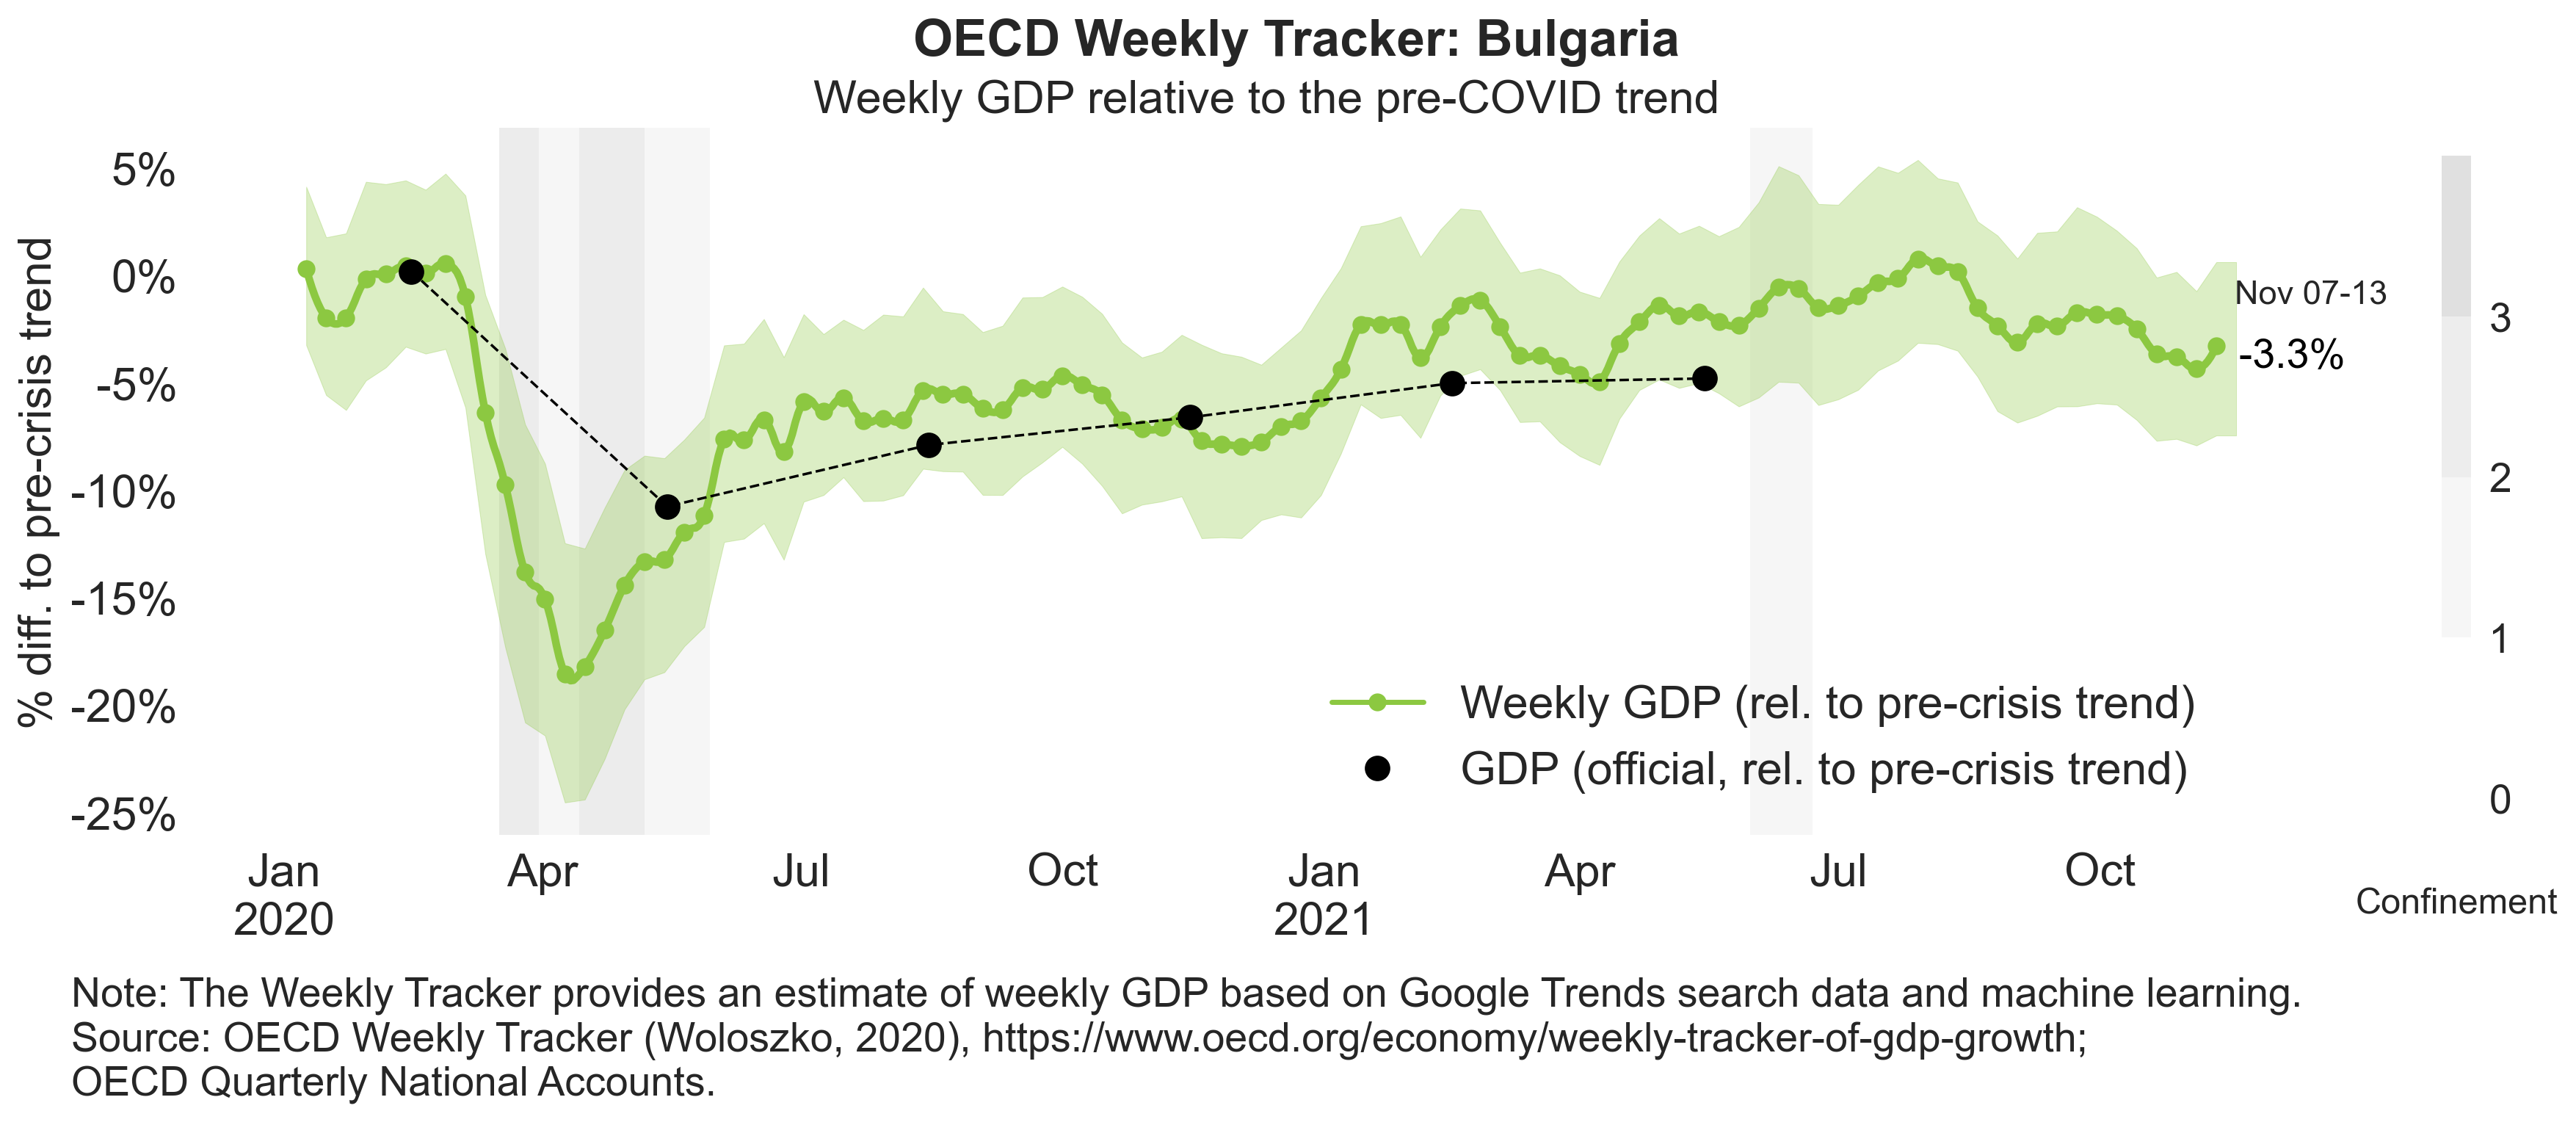 OECD Weekly Tracker: Bulgaria
Weekly GDP relative to the pre-COVID trend
% diff. to pre-crisis trend
5%
0%
-5%
-10%
-15%
-20%
-25%
Nov 07-13
-3.3%
Weekly GDP (rel. to pre-crisis trend)
GDP (official, rel. to pre-crisis trend)
3
2
1
0
Confinement
Jan Apr Jul Oct Jan Apr Jul Oct
2020 2021
Note: The Weekly Tracker provides an estimate of weekly GDP based on Google Trends search data and machine learning.
Source: OECD Weekly Tracker (Woloszko, 2020), https://www.oecd.org/economy/weekly-tracker-of-gdp-growth;
OECD Quarterly National Accounts.